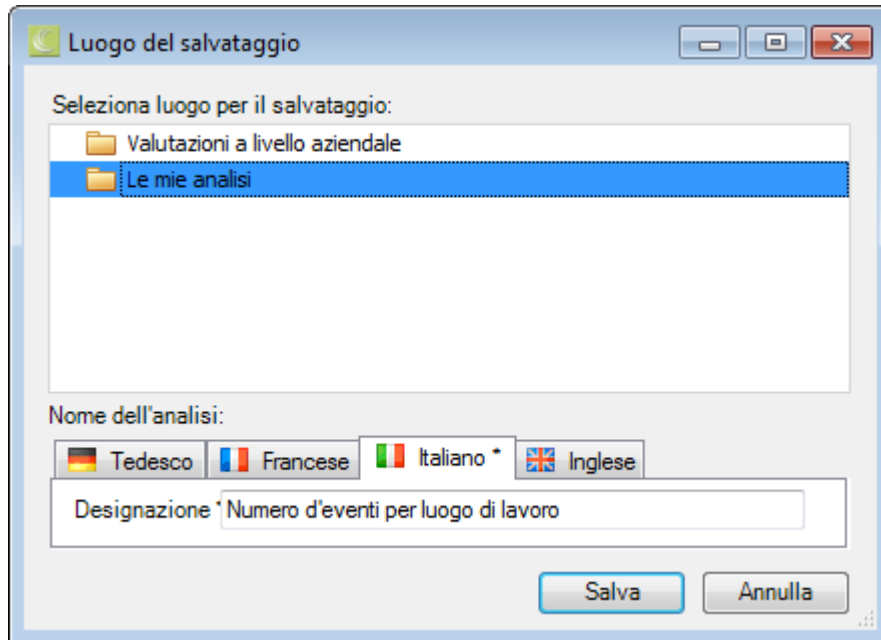 Luogo del salvataggio
Seleziona luogo per il salvataggio:
Valutazioni a livello aziendale
Le mie analisi
Nome dell'analisi:
Tedesco Francese Italiano * Inglese
Designazione * Numero d'eventi per luogo di lavoro
Salva Annulla